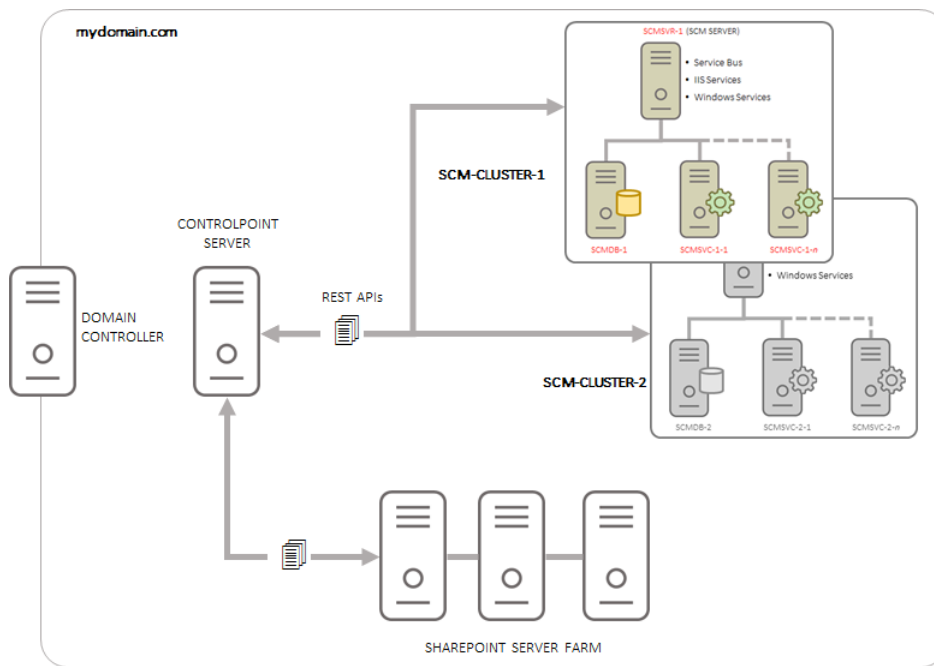 mydomain.com
SCMSVR-1 (SCM SERVER)
• Service Bus
• IIS Services
• Windows Services
SCM-CLUSTER-1
SCMDB-1
SCMSVC-1-1
SCMSVC-1-n
CONTROLPOINT
SERVER
• Windows Services
REST APIs
DOMAIN
CONTROLLER
SCM-CLUSTER-2
SCMDB-2
SCMSVC-2-1
SCMSVC-2-n
SHAREPOINT SERVER FARM